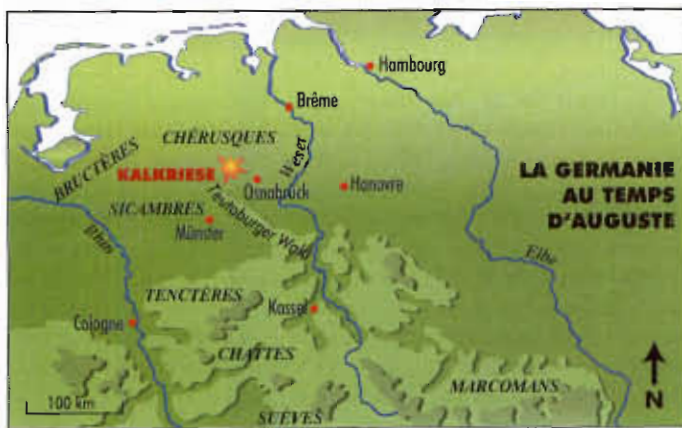 Hambourg
Brême
CHÉRUSQUES
Weser
BRUCTÈRES
KALKRIESE
Osnabrück
Hanovre
LA GERMANIE
AU TEMPS
D'AUGUSTE
SICAMBRES
Teutoburger Wald
Münster
Rhin
Elbe
TENCTÈRES
Kassel
Cologne
CHATTES
MARCOMANS
SUÈVES
100 km
N